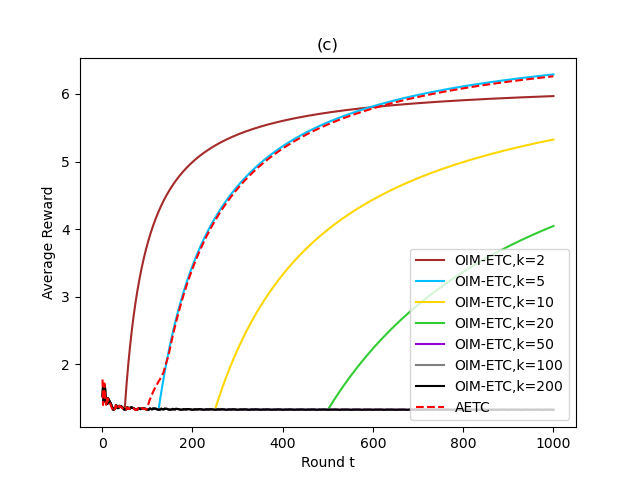 (c)
Average Reward
6
5
4
3
2
OIM-ETC,k=2
OIM-ETC,k=5
OIM-ETC,k=10
OIM-ETC,k=20
OIM-ETC,k=50
OIM-ETC,k=100
OIM-ETC,k=200
AETC
0 200 400 600 800 1000
Round t